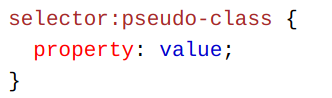 selector:pseudo-class {
  property: value;
}